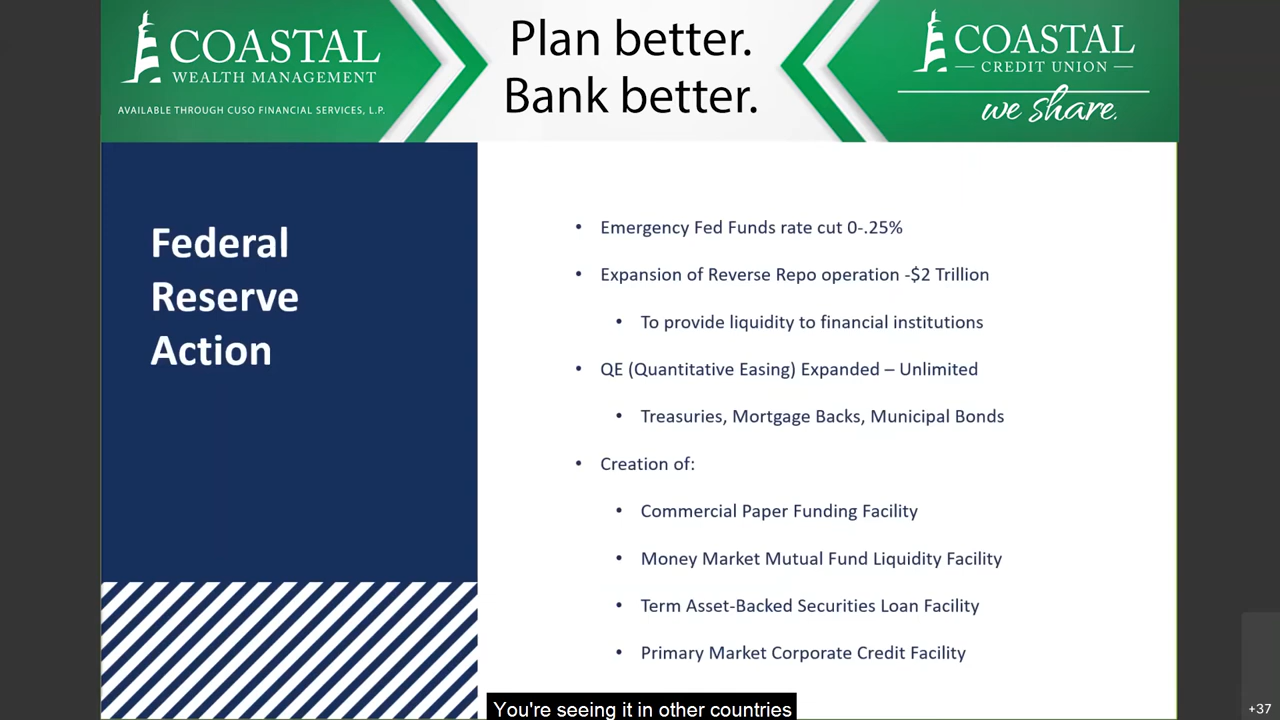 COASTAL
WEALTH MANAGEMENT
AVAILABLE THROUGH CUSO FINANCIAL SERVICES, L.P.
Plan better.
Bank better.
COASTAL
CREDIT UNION
we share.
Federal
Reserve
Action
• Emergency Fed Funds rate cut 0-.25%
• Expansion of Reverse Repo operation -$2 Trillion
• To provide liquidity to financial institutions
• QE (Quantitative Easing) Expanded – Unlimited
• Treasuries, Mortgage Backs, Municipal Bonds
• Creation of:
• Commercial Paper Funding Facility
• Money Market Mutual Fund Liquidity Facility
• Term Asset-Backed Securities Loan Facility
• Primary Market Corporate Credit Facility
You're seeing it in other countries
+37